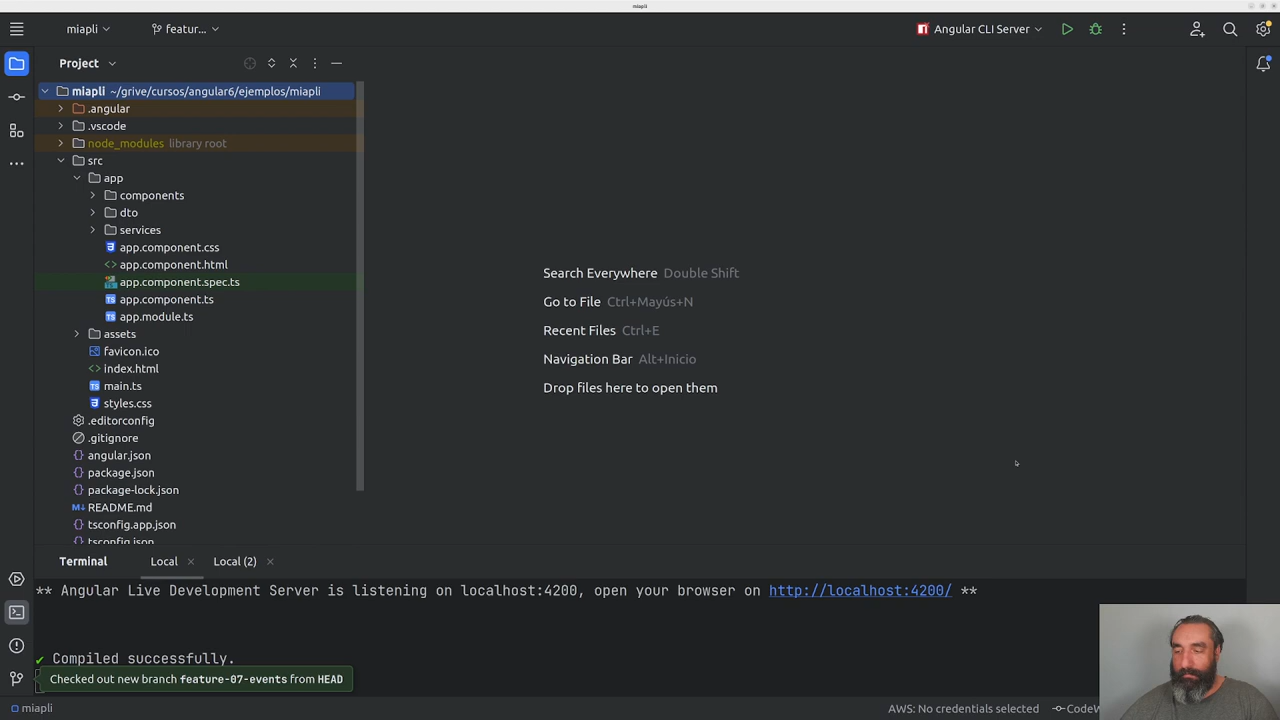 miapli
miapli
featur...
Angular CLI Server
Project
miapli ~/grive/cursos/angular6/ejemplos/miapli
.angular
.vscode
node_modules library root
src
app
components
dto
services
app.component.css
app.component.html
app.component.spec.ts
app.component.ts
app.module.ts
assets
favicon.ico
index.html
main.ts
styles.css
.editorconfig
.gitignore
angular.json
package.json
package-lock.json
README.md
tsconfig.app.json
tsconfig.json
Search Everywhere Double Shift
Go to File Ctrl+Mayús+N
Recent Files Ctrl+E
Navigation Bar Alt+Inicio
Drop files here to open them
Terminal Local Local (2)
** Angular Live Development Server is listening on localhost:4200, open your browser on http://localhost:4200/ **
✔ Compiled successfully.
Checked out new branch feature-07-events from HEAD
miapli
AWS: No credentials selected
CodeW